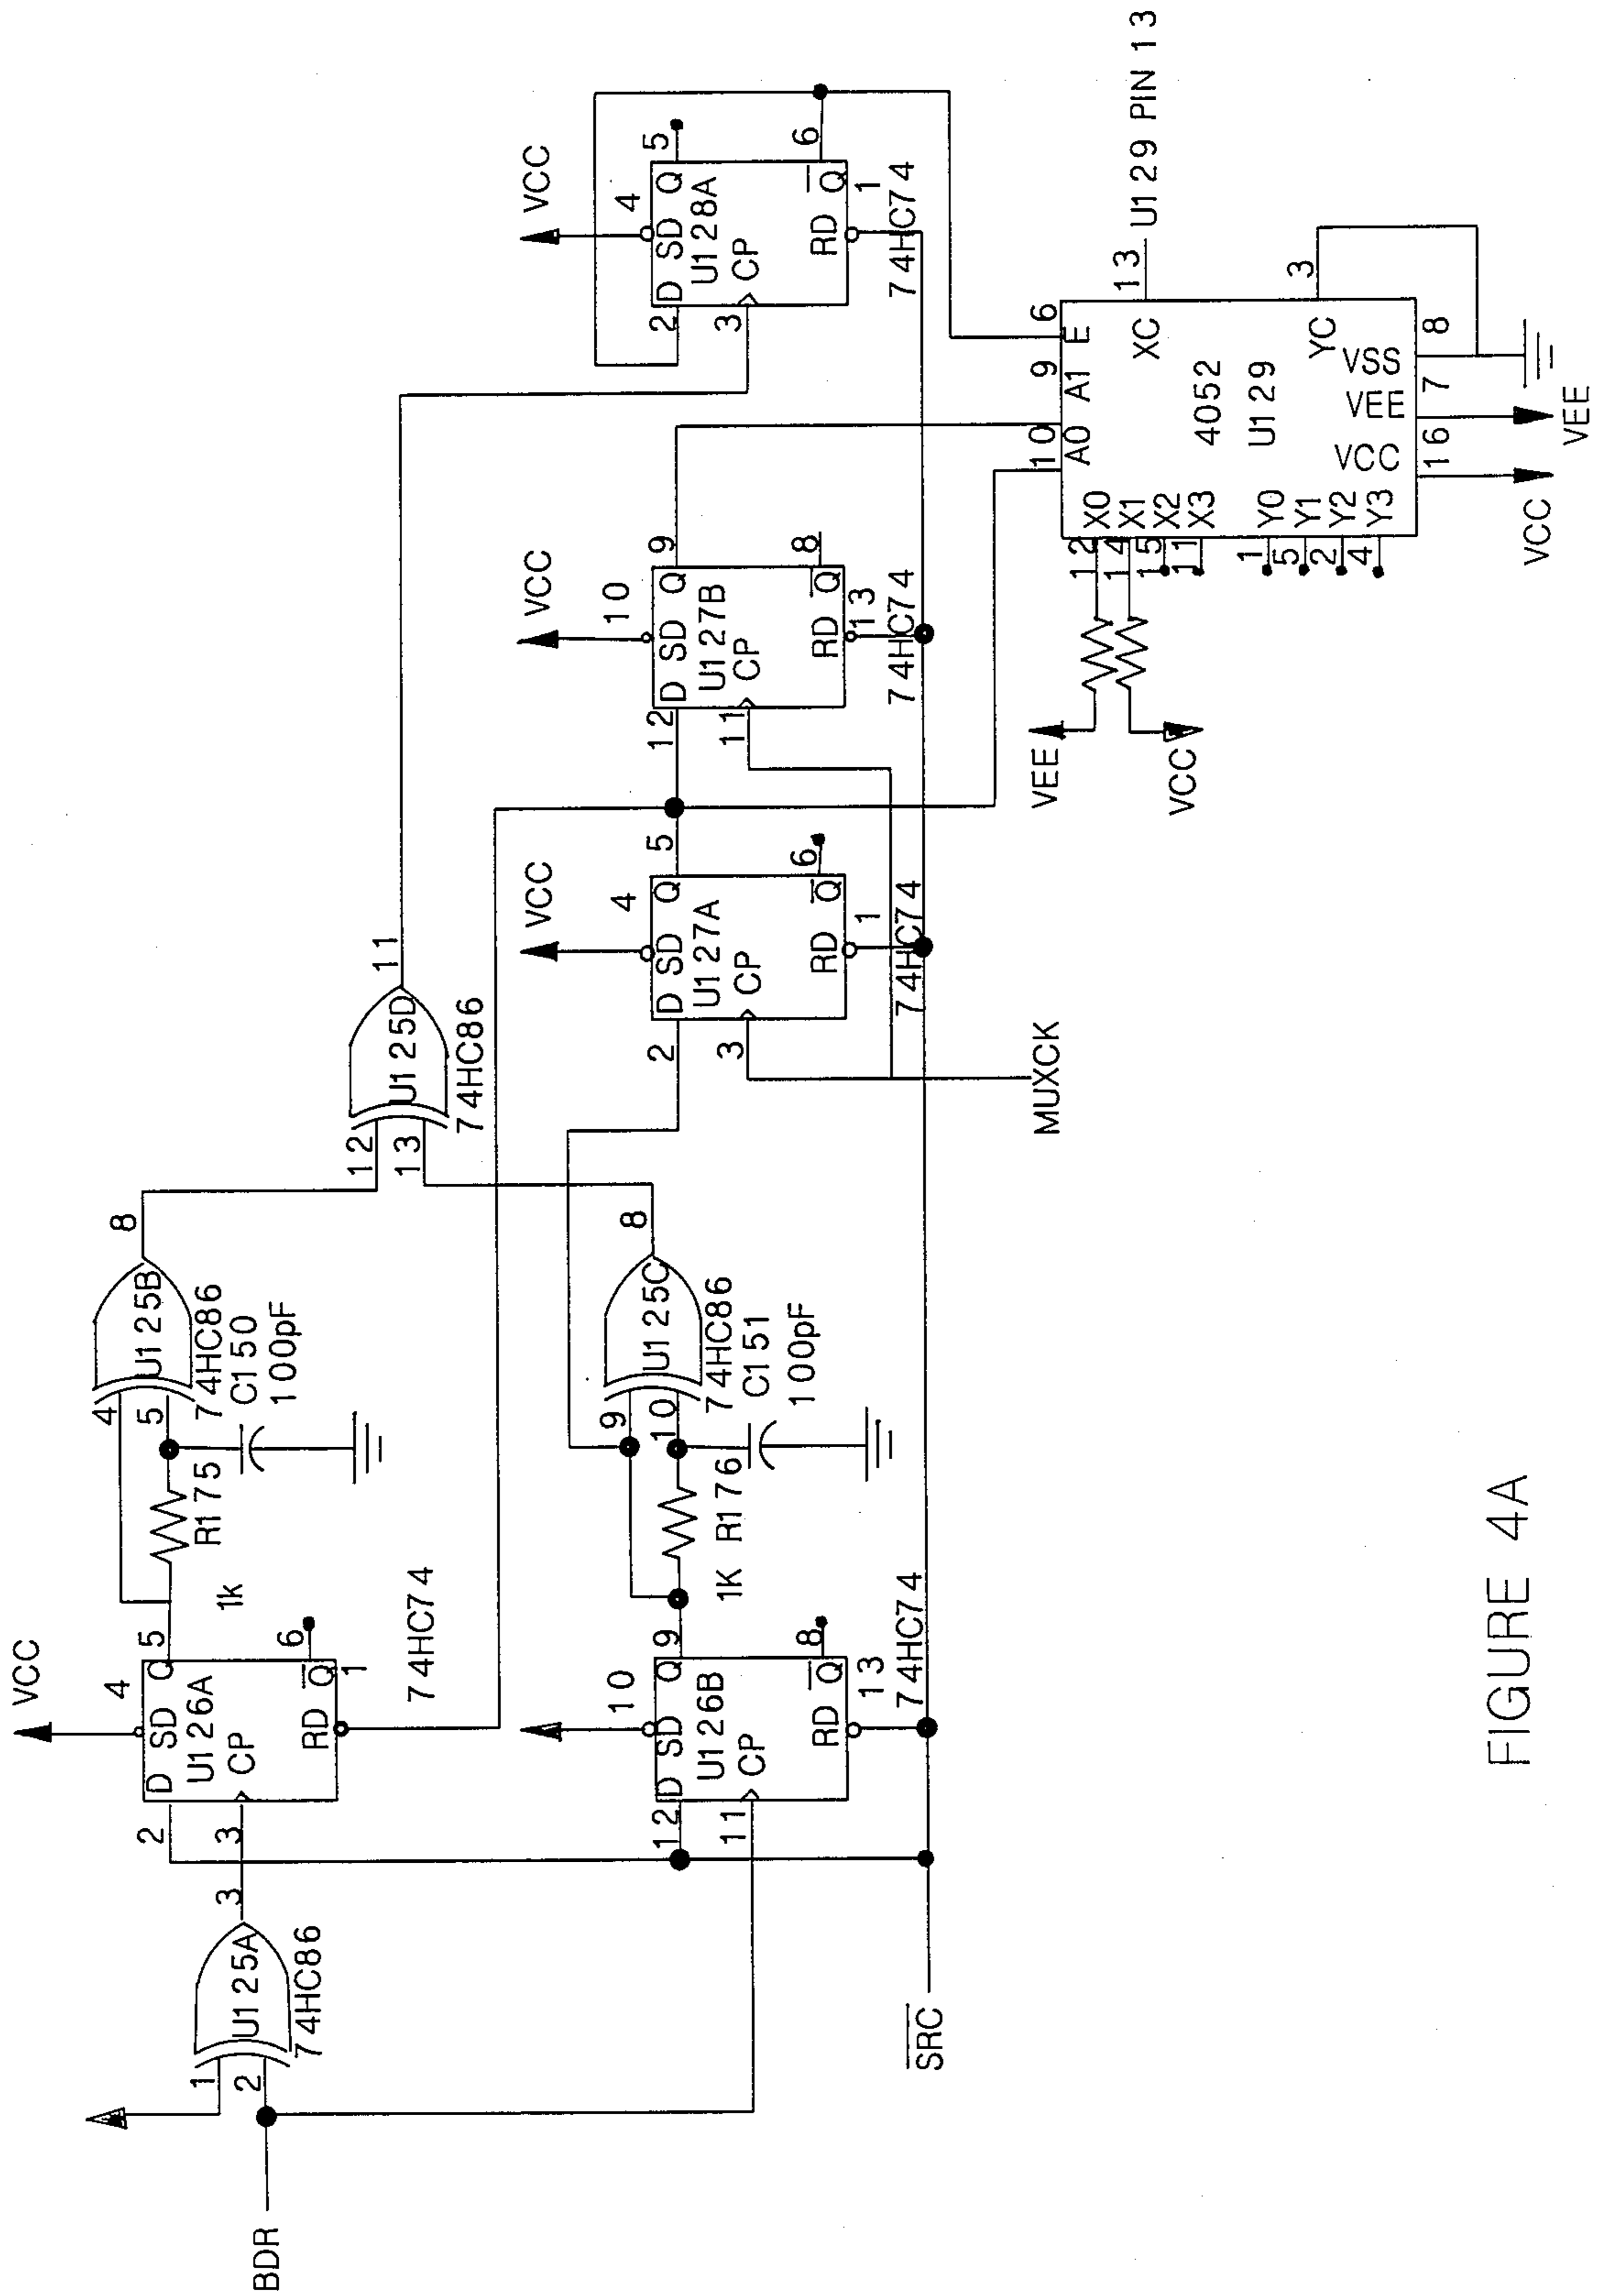 BDR
1
2
U125A
3
74HC86
SRC
VCC
4
2
D
SD
Q
5
U126A
3
CP
RD
Q
6
1
74HC74
1k
R175
4
5
U125B
8
74HC86
C150
100pF
10
12
D
SD
Q
9
U126B
11
CP
RD
Q
8
13
74HC74
1K
R176
9
10
U125C
8
74HC86
C151
100pF
12
13
U125D
11
74HC86
MUXCK
VCC
4
2
D
SD
Q
5
U127A
3
CP
RD
Q
6
1
74HC74
VCC
10
12
D
SD
Q
9
U127B
11
CP
RD
Q
8
13
74HC74
VCC
4
2
D
SD
Q
5
U128A
3
CP
RD
Q
6
1
74HC74
VEE
VCC
10
9
6
A0
A1
E
12
X0
14
X1
15
X2
11
X3
1
Y0
5
Y1
2
Y2
4
Y3
XC
13
U129 PIN 13
4052
U129
YC
3
VCC
VEE
VSS
16
7
8
VCC
VEE
FIGURE 4A